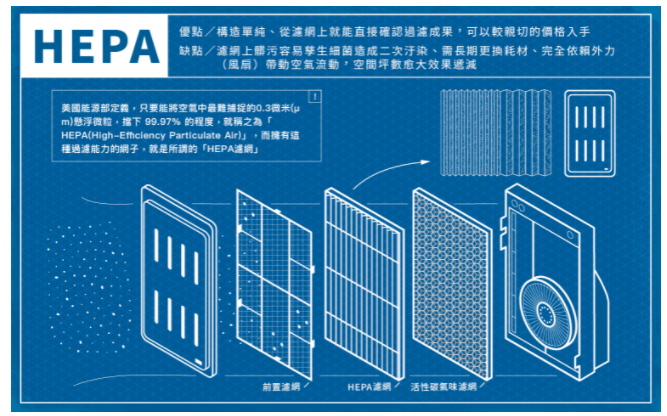 HEPA
優點／構造單純、從濾網上就能直接確認過濾成果，可以較親切的價格入手
缺點／濾網上髒污容易孳生細菌造成二次汙染、需長期更換耗材、完全依賴外力
（風扇）帶動空氣流動，空間坪數愈大效果遞減
!
美國能源部定義，只要能將空氣中最難捕捉的0.3微米(μ
m)懸浮微粒，擋下 99.97% 的程度，就稱之為「
HEPA(High-Efficiency Particulate Air)」，而擁有這
種過濾能力的網子，就是所謂的「HEPA濾網」
前置濾網
HEPA濾網
活性碳氣味濾網